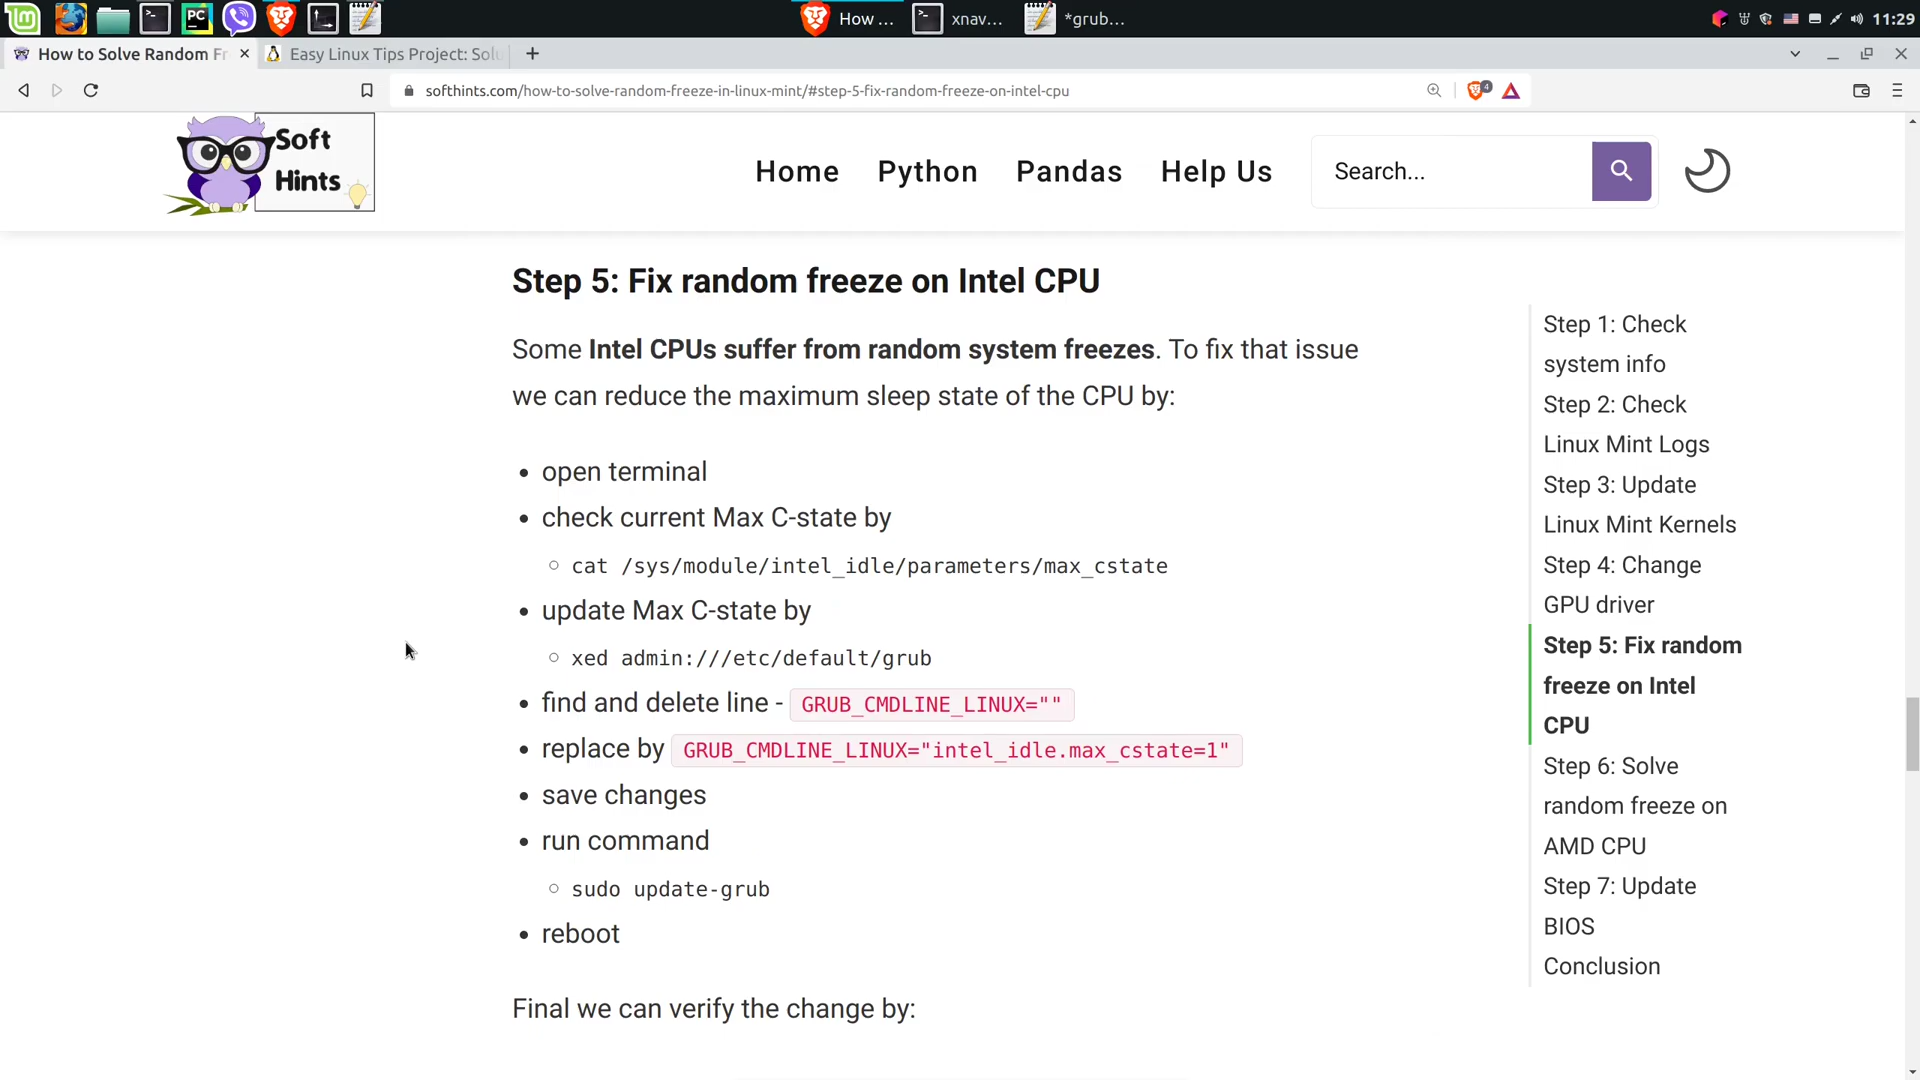 How ...
xnav...
*grub...
11:29
PC
How to Solve Random Fr
Easy Linux Tips Project: Solu
softhints.com/how-to-solve-random-freeze-in-linux-mint/#step-5-fix-random-freeze-on-intel-cpu
4
Soft
Hints
Home
Python
Pandas
Help Us
Search...
Step 5: Fix random freeze on Intel CPU
Some Intel CPUs suffer from random system freezes. To fix that issue
we can reduce the maximum sleep state of the CPU by:
• open terminal
• check current Max C-state by
◦ cat /sys/module/intel_idle/parameters/max_cstate
• update Max C-state by
◦ xed admin:///etc/default/grub
• find and delete line - GRUB_CMDLINE_LINUX=""
• replace by GRUB_CMDLINE_LINUX="intel_idle.max_cstate=1"
• save changes
• run command
◦ sudo update-grub
• reboot
Final we can verify the change by:
Step 1: Check
system info
Step 2: Check
Linux Mint Logs
Step 3: Update
Linux Mint Kernels
Step 4: Change
GPU driver
Step 5: Fix random
freeze on Intel
CPU
Step 6: Solve
random freeze on
AMD CPU
Step 7: Update
BIOS
Conclusion